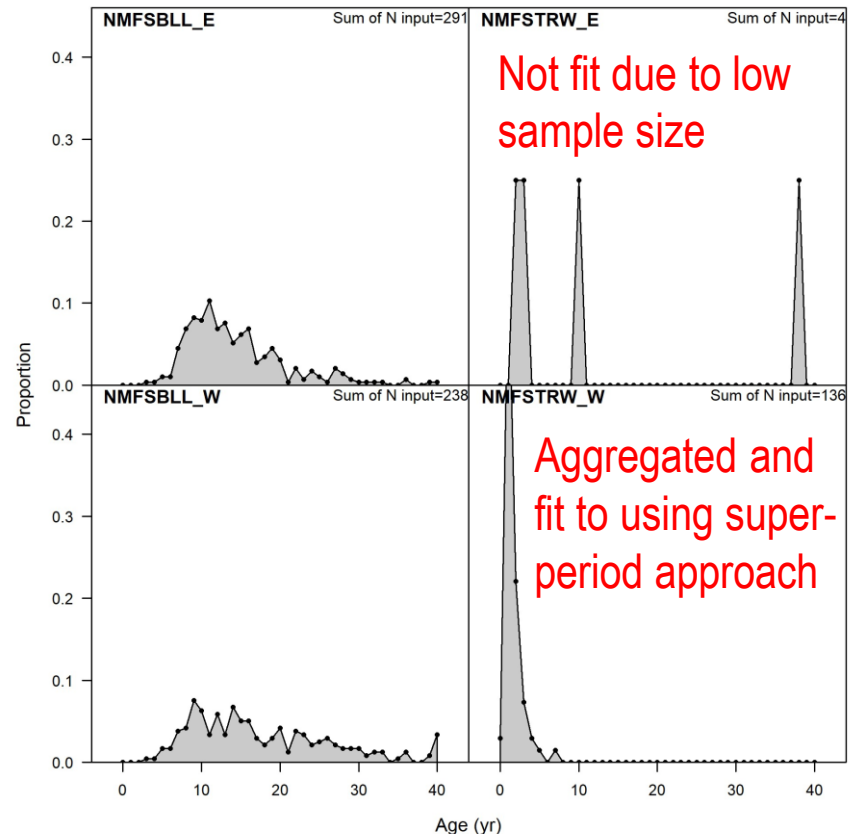 NMFSBLL_E
Sum of N input=291
NMFSTRW_E
Sum of N input=4
Not fit due to low
sample size
0.4
0.3
0.2
0.1
0.0
Proportion
NMFSBLL_W
Sum of N input=238
NMFSTRW_W
Sum of N input=136
Aggregated and
fit to using super-
period approach
0.4
0.3
0.2
0.1
0.0
0 10 20 30 40
0 10 20 30 40
Age (yr)